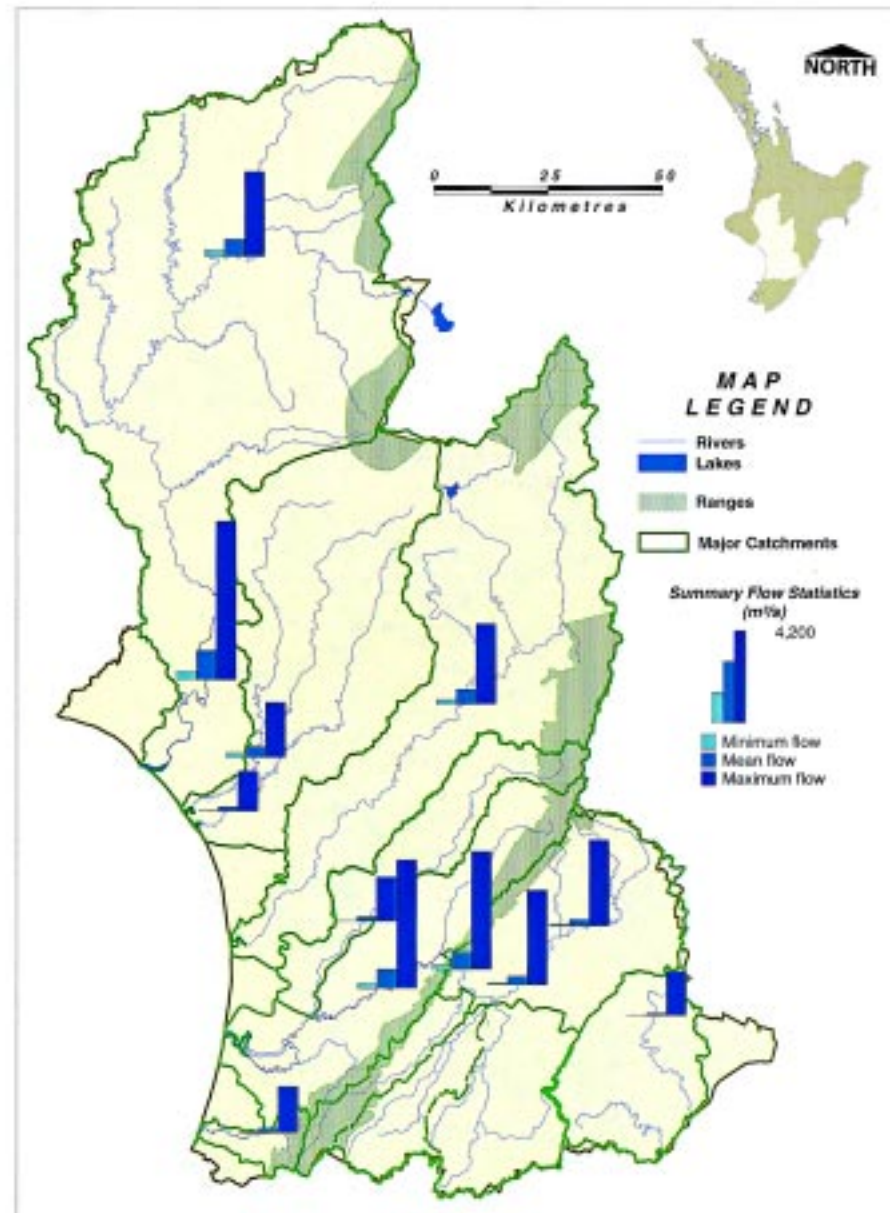 NORTH
0 25 50
Kilometres
MAP
LEGEND
Rivers
Lakes
Ranges
Major Catchments
Summary Flow Statistics
(m³/s)
4,200
Minimum flow
Mean flow
Maximum flow